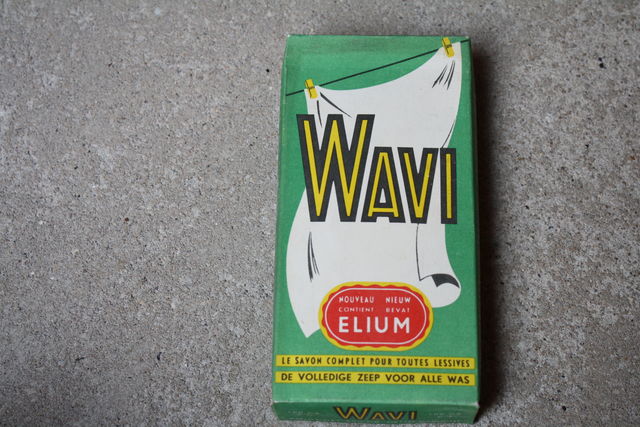 WAVI
NOUVEAU NIEUW
CONTIENT BEVAT
ELIUM
LE SAVON COMPLET POUR TOUTES LESSIVES
DE VOLLEDIGE ZEEP VOOR ALLE WAS
WAVI